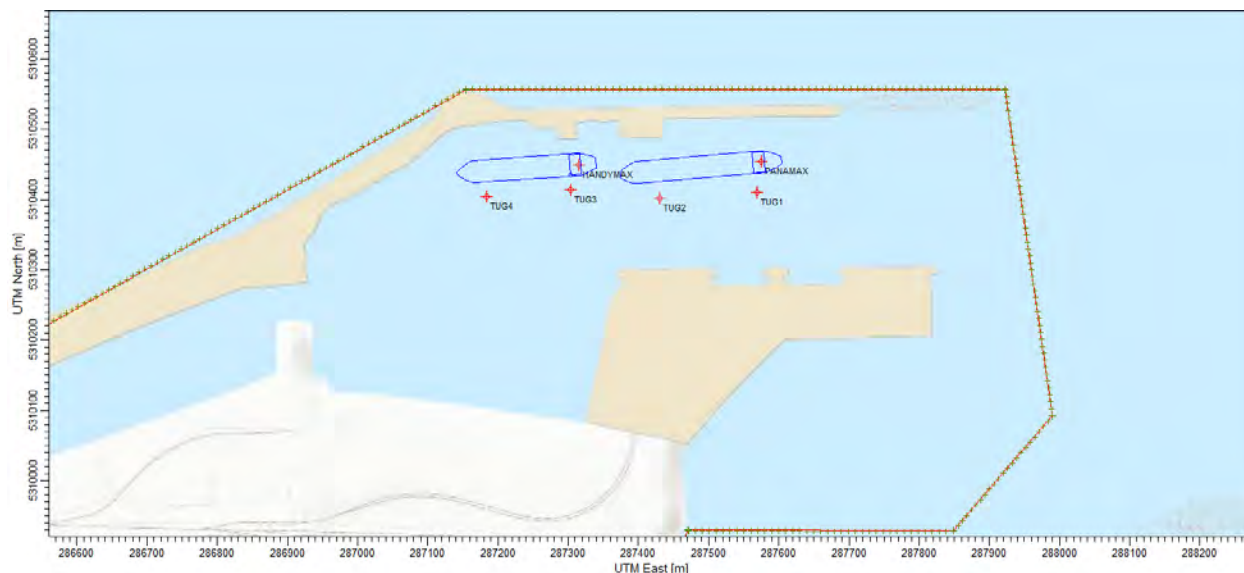 UTM North [m]
5310600
5310500
5310400
5310300
5310200
5310100
5310000
HANDYMAX
PANAMAX
TUG4
TUG3
TUG2
TUG1
286600 286700 286800 286900 287000 287100 287200 287300 287400 287500 287600 287700 287800 287900 288000 288100 288200
UTM East [m]